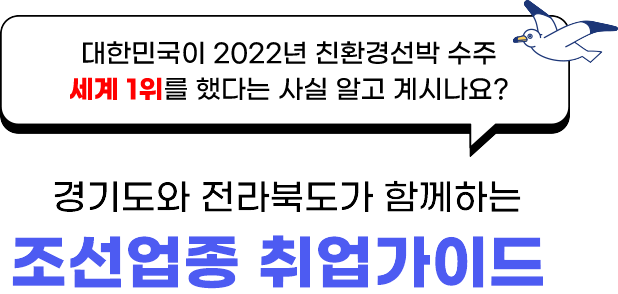 대한민국이 2022년 친환경선박 수주
세계 1위를 했다는 사실 알고 계시나요?
경기도와 전라북도가 함께하는
조선업종 취업가이드